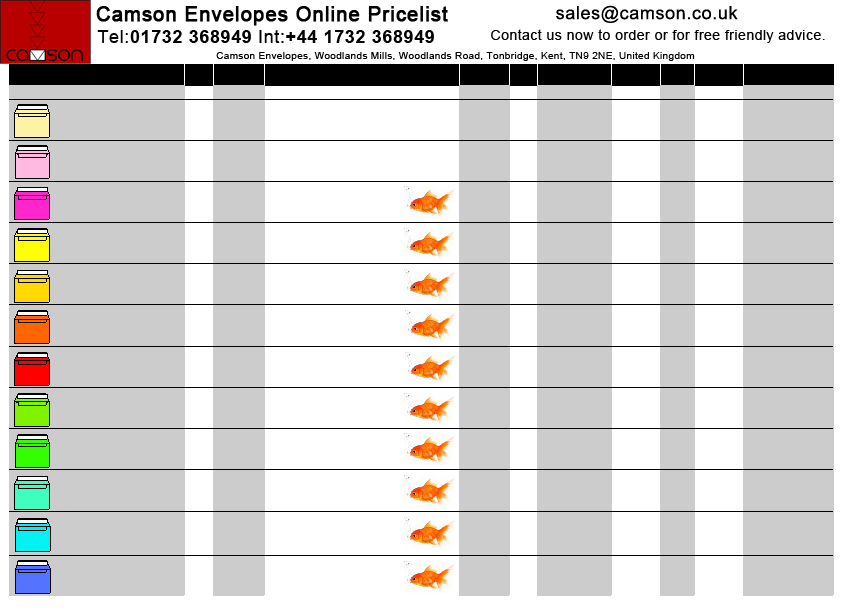 camson
Camson Envelopes Online Pricelist
Tel:01732 368949 Int:+44 1732 368949
sales@camson.co.uk
Contact us now to order or for free friendly advice.
Camson Envelopes, Woodlands Mills, Woodlands Road, Tonbridge, Kent, TN9 2NE, United Kingdom